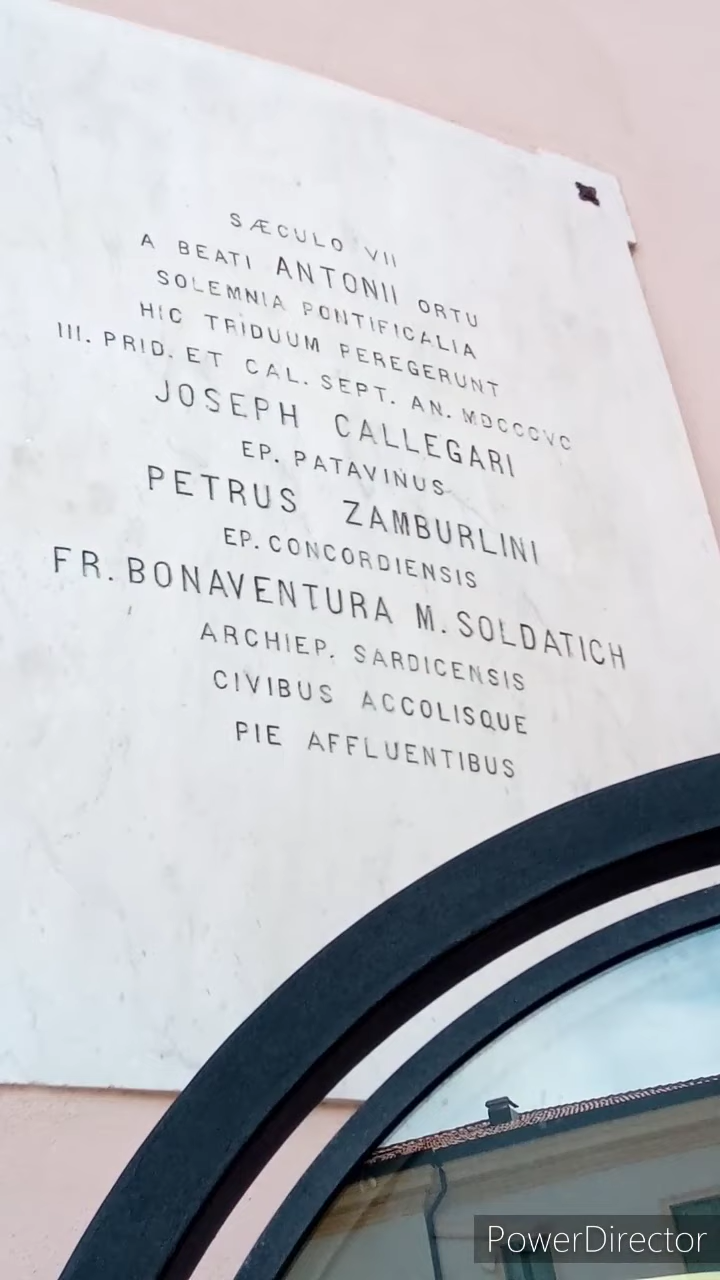 SÆCULO VII
A BEATI ANTONII ORTU
SOLEMNIA PONTIFICALIA
HIC TRIDUUM PEREGERUNT
III. PRID. ET CAL. SEPT. AN. MDCCCVC
JOSEPH CALLEGARI
EP. PATAVINUS
PETRUS ZAMBURLINI
EP. CONCORDIENSIS
FR. BONAVENTURA M. SOLDATICH
ARCHIEP. SARDICENSIS
CIVIBUS ACCOLISQUE
PIE AFFLUENTIBUS
PowerDirector